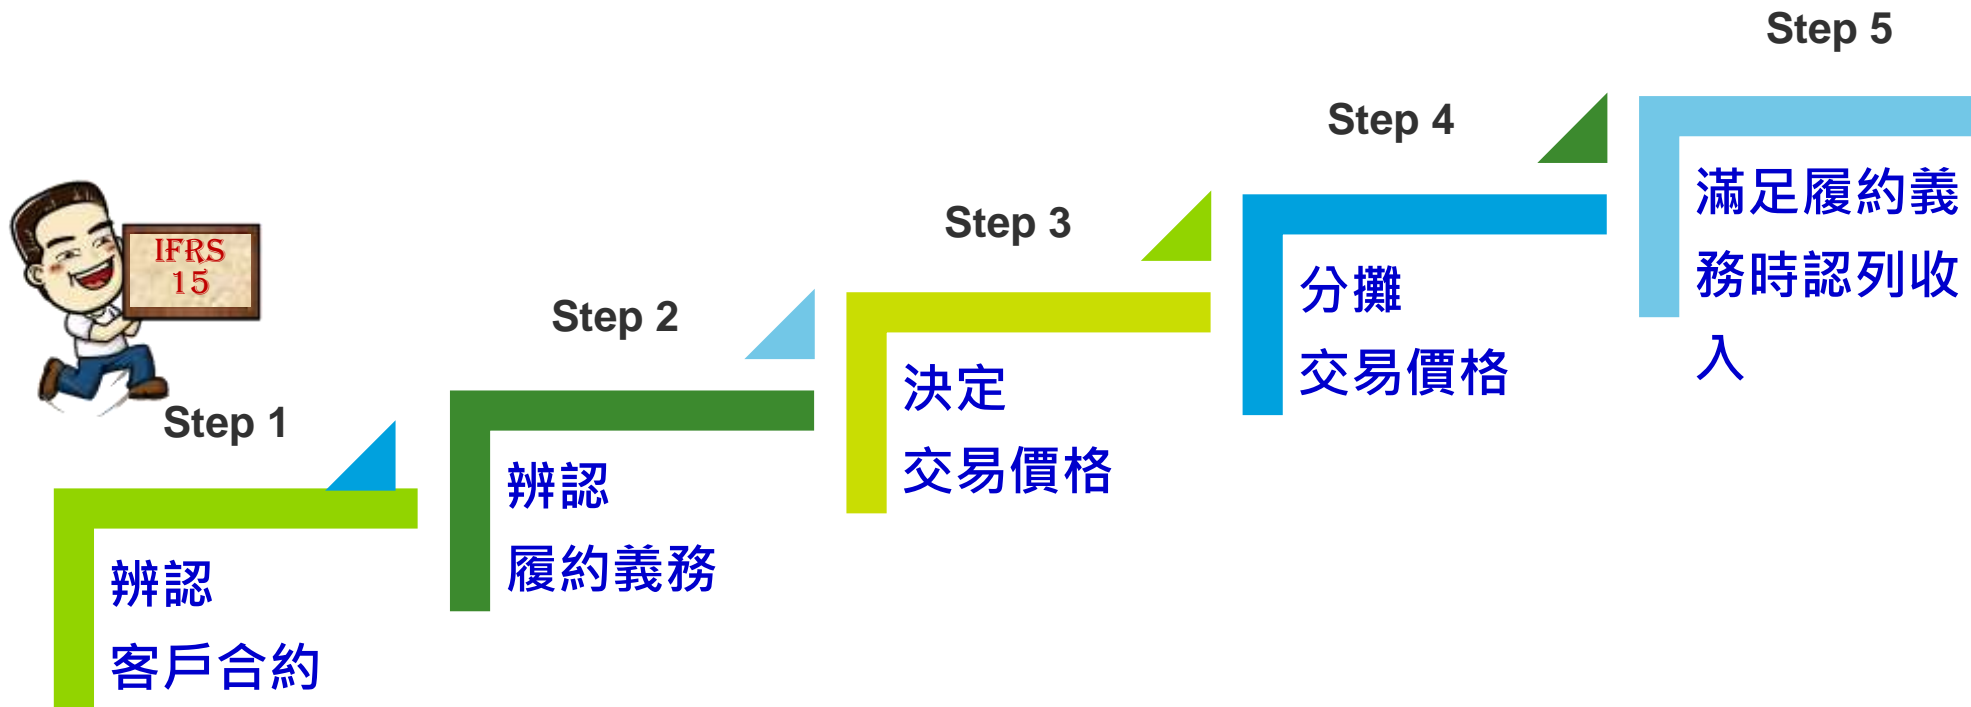 IFRS
15
Step 1
辨認
客戶合約
Step 2
辨認
履約義務
Step 3
決定
交易價格
Step 4
分攤
交易價格
Step 5
滿足履約義
務時認列收
入